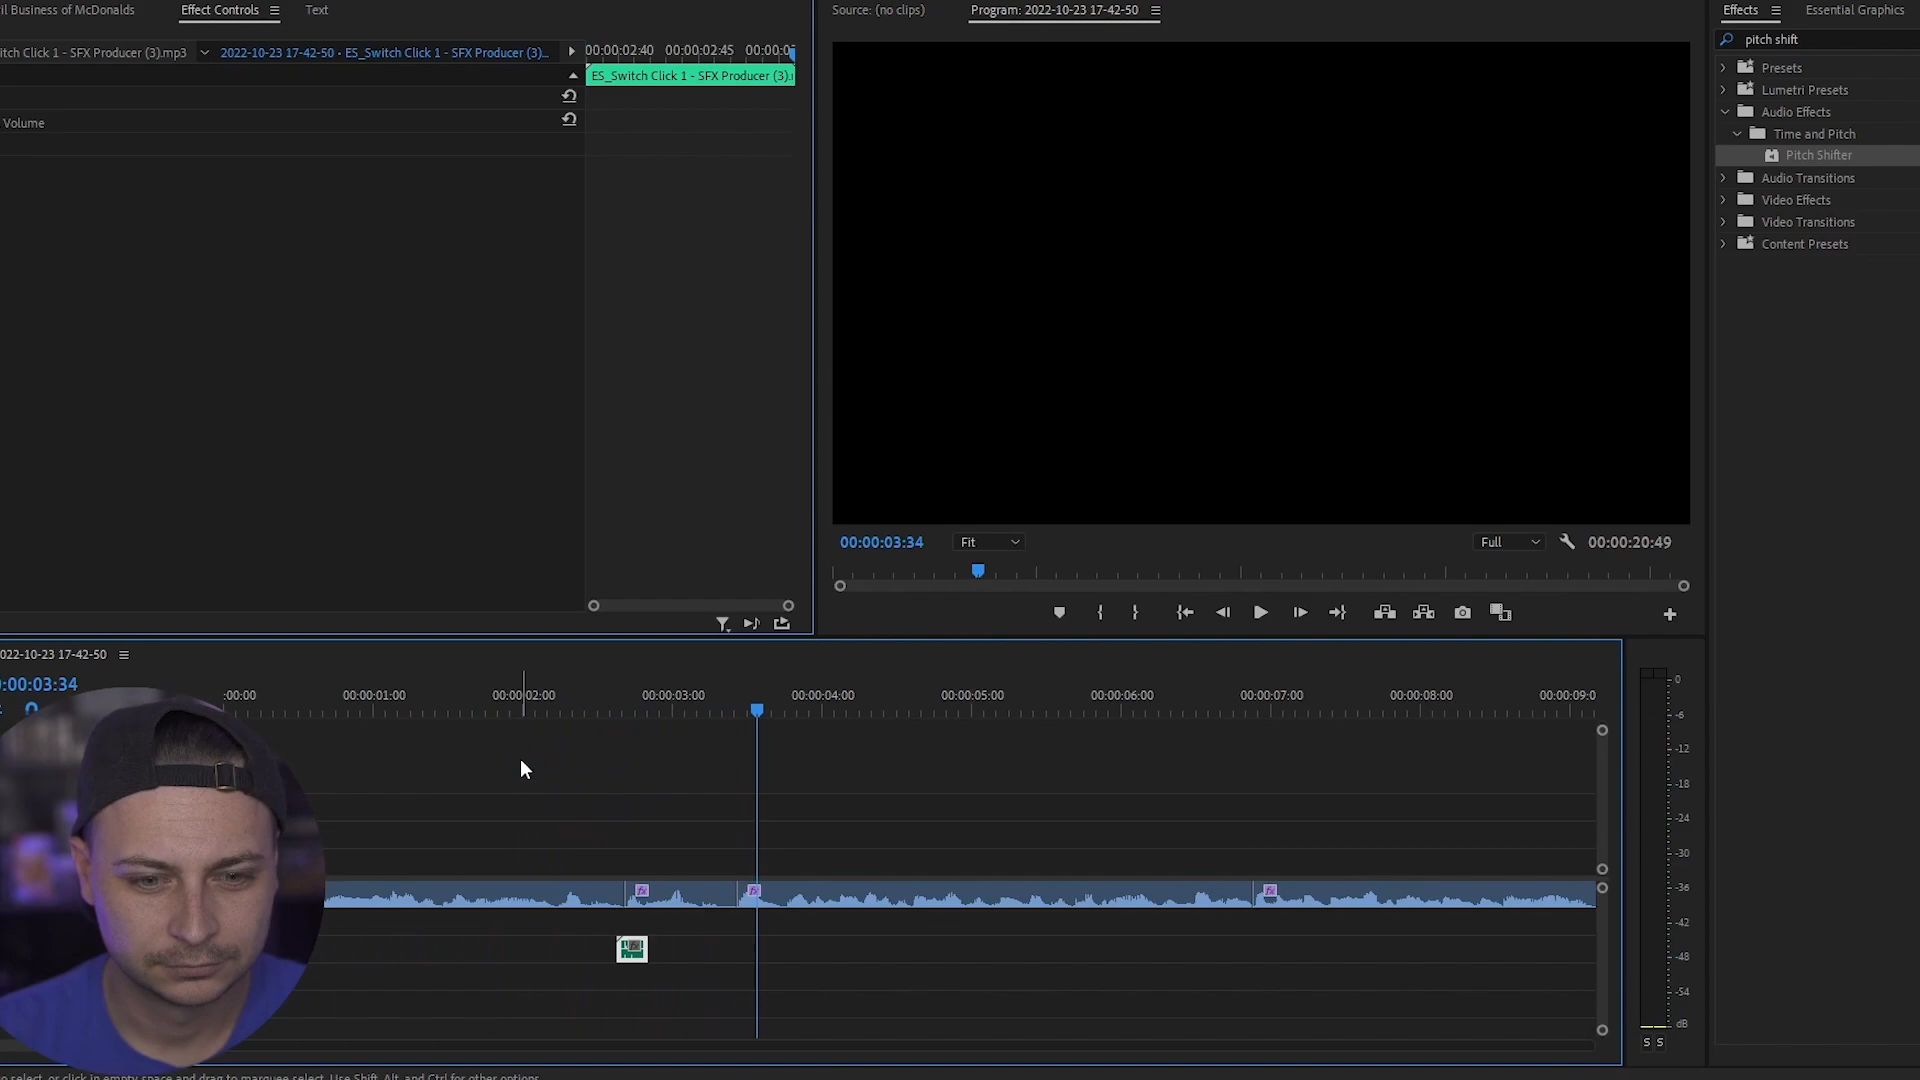 il Business of McDonalds
Effect Controls
Text
Source: (no clips)
Program: 2022-10-23 17-42-50
Effects
Essential Graphics
itch Click 1 - SFX Producer (3).mp3
2022-10-23 17-42-50 • ES_Switch Click 1 - SFX Producer (3)...
00:00:02:40
00:00:02:45
00:00:0
pitch shift
ES_Switch Click 1 - SFX Producer (3).
Volume
Presets
Lumetri Presets
Audio Effects
Time and Pitch
Pitch Shifter
Audio Transitions
Video Effects
Video Transitions
Content Presets
00:00:03:34
Fit
Full
00:00:20:49
022-10-23 17-42-50
:00:03:34
:00:00
00:00:01:00
00:00:02:00
00:00:03:00
00:00:04:00
00:00:05:00
00:00:06:00
00:00:07:00
00:00:08:00
00:00:09:0
fx
fx
fx
fx
0
-6
-12
-18
-24
-30
-36
-42
-48
-54
dB
S S
to select, or click in empty space and drag to marquee select. Use Shift, Alt, and Ctrl for other options.